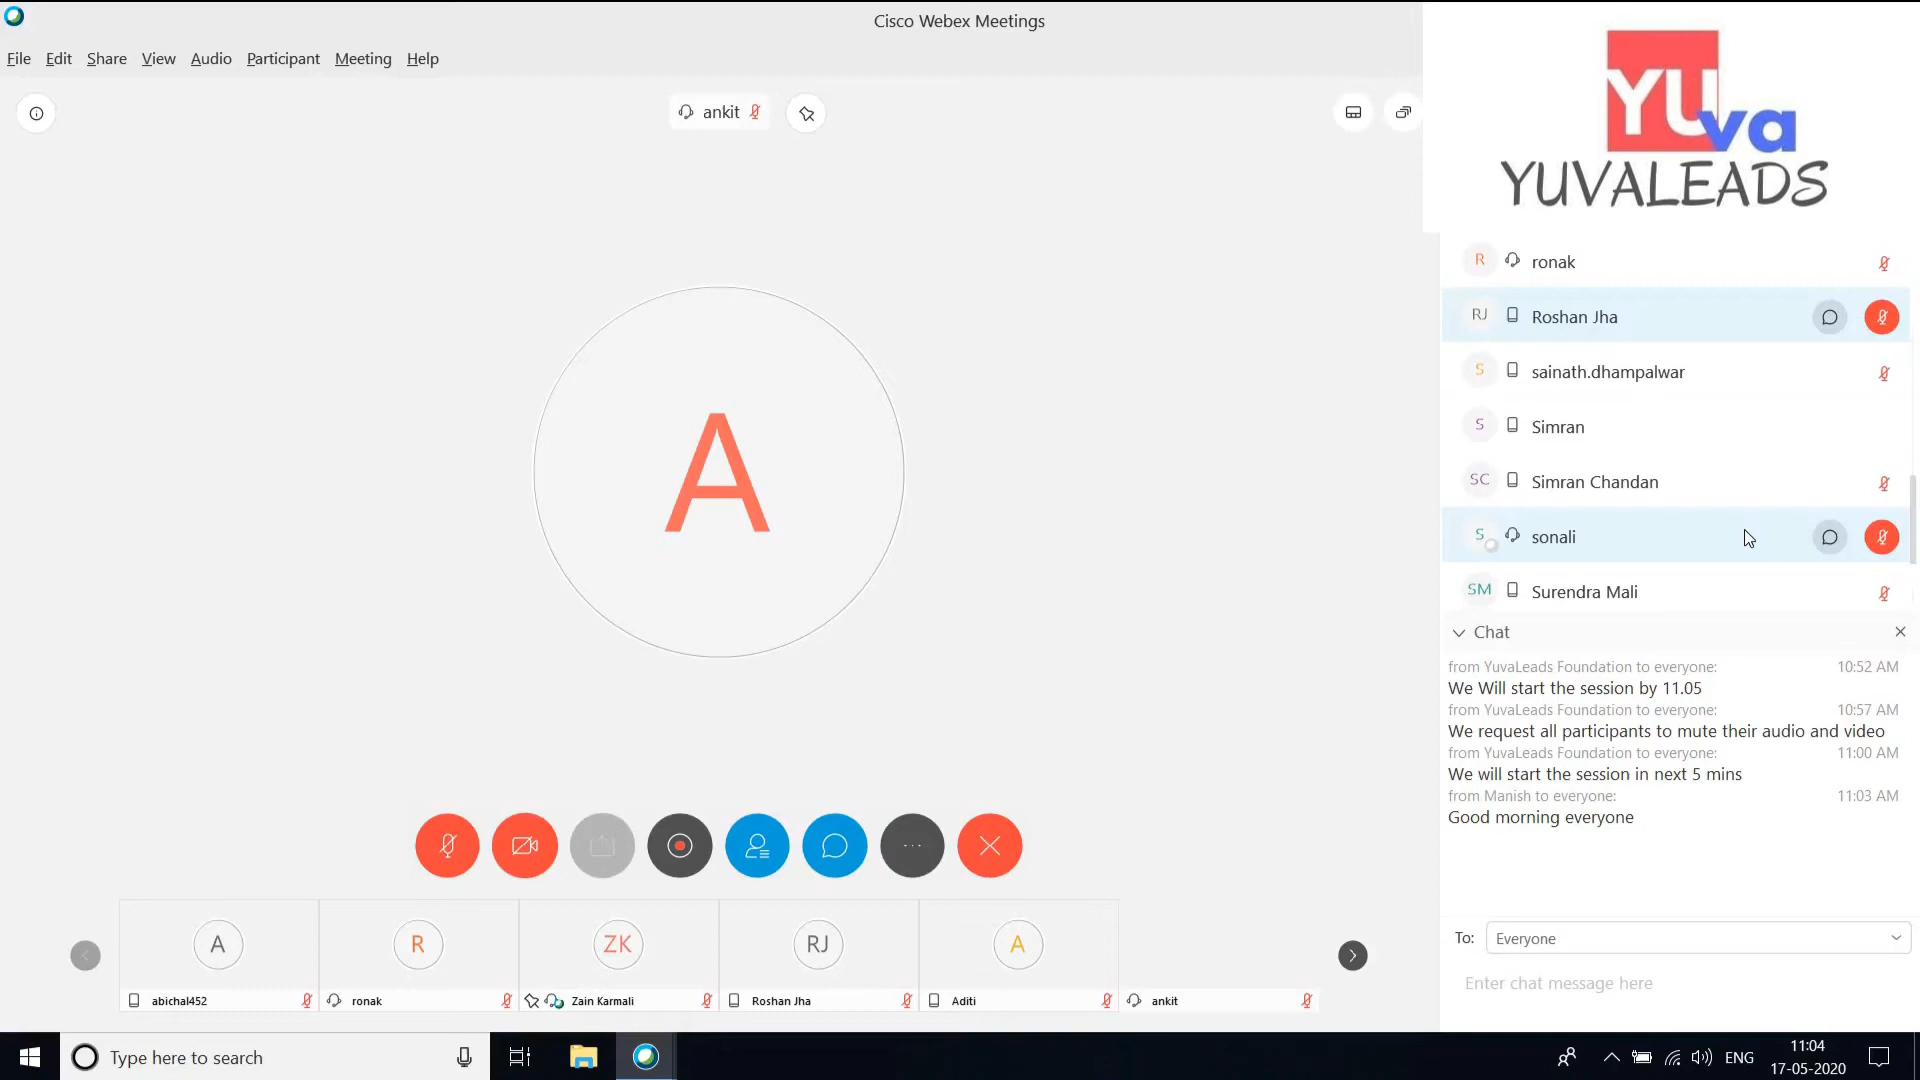 Cisco Webex Meetings
File Edit Share View Audio Participant Meeting Help
ankit
YUva
YUVALEADS
R ronak
RJ Roshan Jha
S sainath.dhampalwar
S Simran
SC Simran Chandan
S sonali
SM Surendra Mali
Chat
from YuvaLeads Foundation to everyone: 10:52 AM
We Will start the session by 11.05
from YuvaLeads Foundation to everyone: 10:57 AM
We request all participants to mute their audio and video
from YuvaLeads Foundation to everyone: 11:00 AM
We will start the session in next 5 mins
from Manish to everyone: 11:03 AM
Good morning everyone
To: Everyone
Enter chat message here
A
A R ZK RJ A
abichal452 ronak Zain Karmali Roshan Jha Aditi ankit
Type here to search
ENG
11:04
17-05-2020